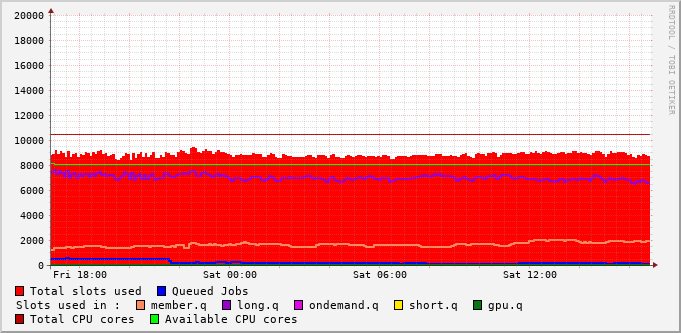 20000
18000
16000
14000
12000
10000
8000
6000
4000
2000
0
Fri 18:00 Sat 00:00 Sat 06:00 Sat 12:00
RRDTOOL / TOBI OETIKER
Total slots used Queued Jobs
Slots used in : member.q long.q ondemand.q short.q gpu.q
Total CPU cores Available CPU cores